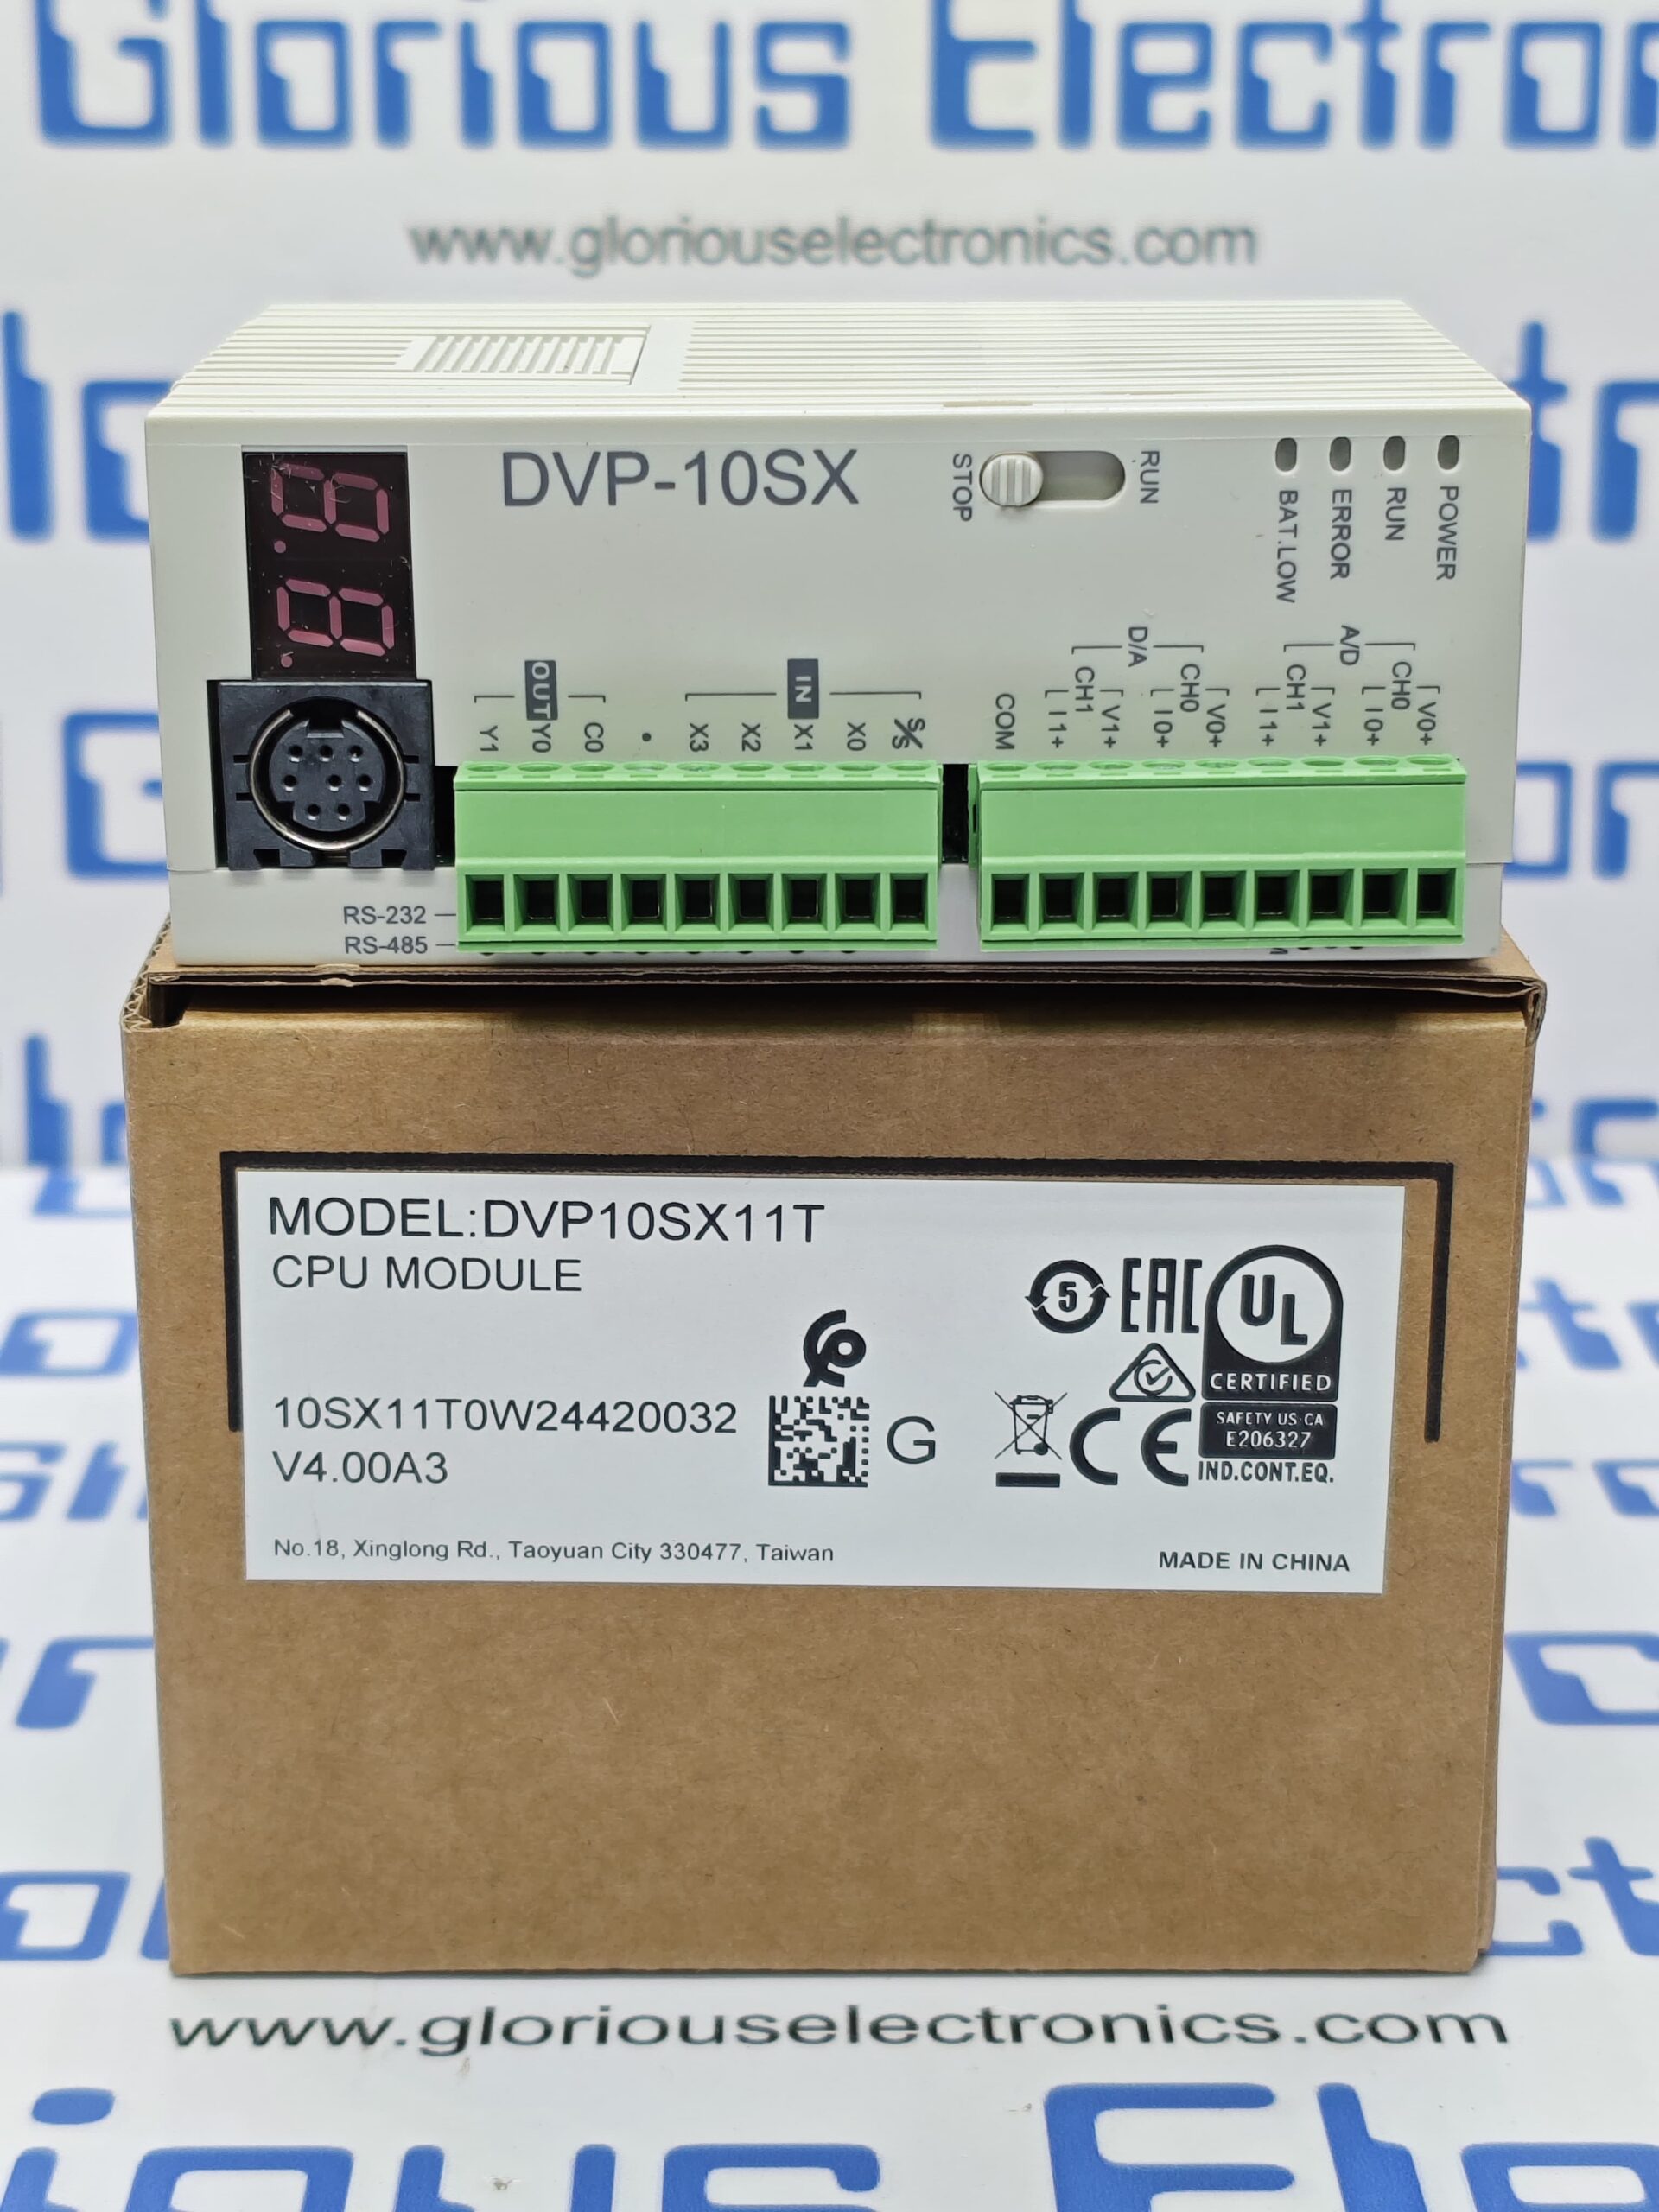 Glorious Electro
www.gloriouselectronics.com
DVP-10SX
STOP
RUN
BAT.LOW
ERROR
RUN
POWER
D/A
CH1
CH0
A/D
CH1
CH0
OUT
IN
Y1
Y0
C0
•
X3
X2
X1
X0
S/S
COM
I1+
V1+
I0+
V0+
I1+
V1+
I0+
V0+
RS-232
RS-485
MODEL:DVP10SX11T
CPU MODULE
10SX11T0W24420032
V4.00A3
G
5
EAC
UL
CERTIFIED
SAFETY US·CA
E206327
IND.CONT.EQ.
CE
No.18, Xinglong Rd., Taoyuan City 330477, Taiwan
MADE IN CHINA
www.gloriouselectronics.com